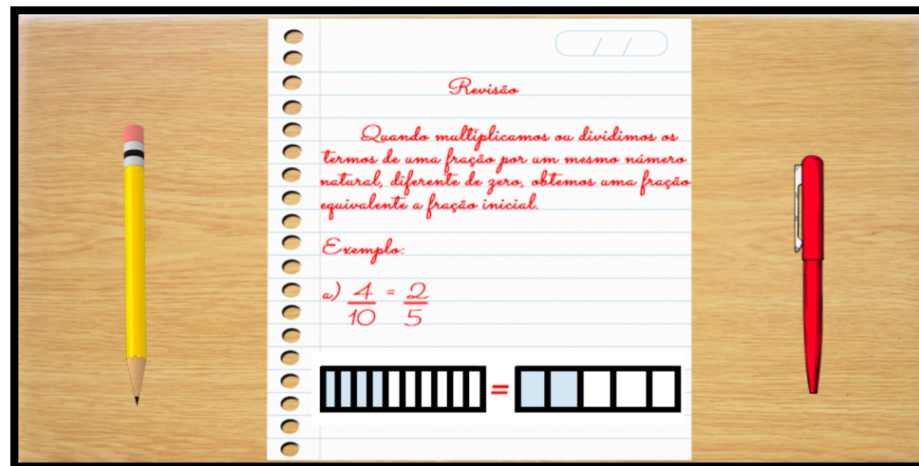 / /
Revisão
Quando multiplicamos ou dividimos os
termos de uma fração por um mesmo número
natural, diferente de zero, obtemos uma fração
equivalente a fração inicial.
Exemplo:
a) 4/10 = 2/5
=